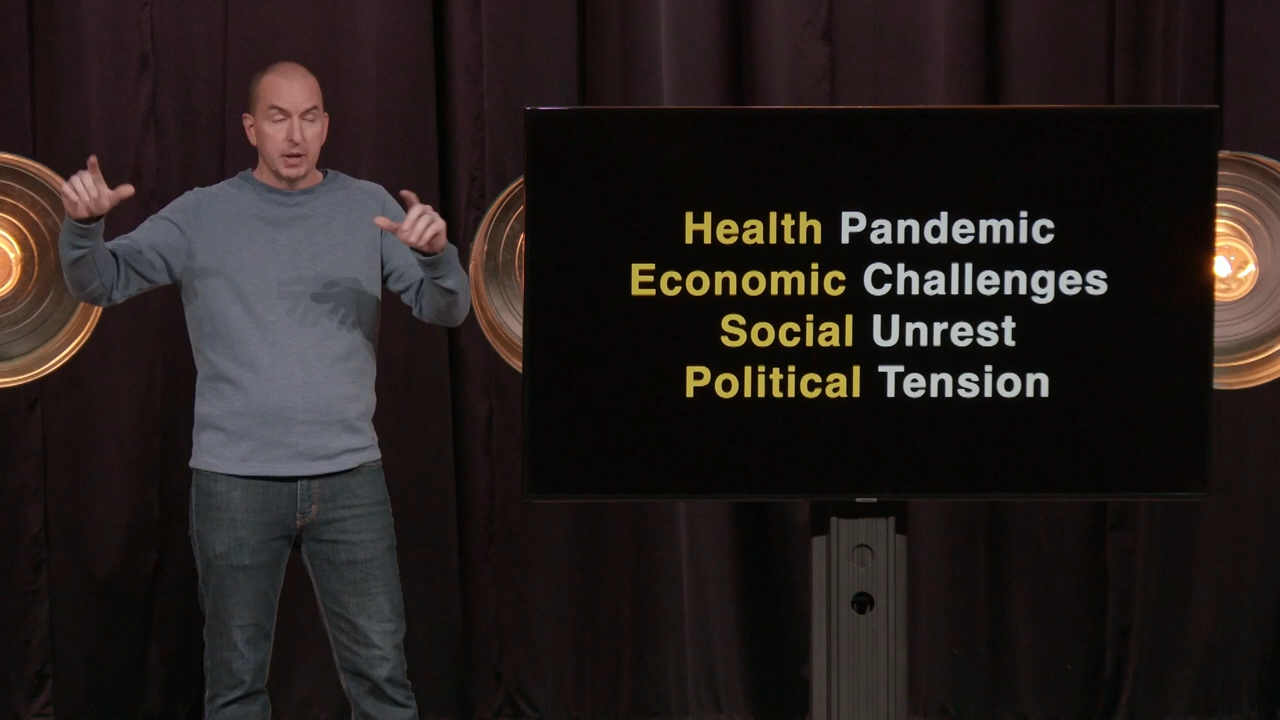 Health Pandemic
Economic Challenges
Social Unrest
Political Tension